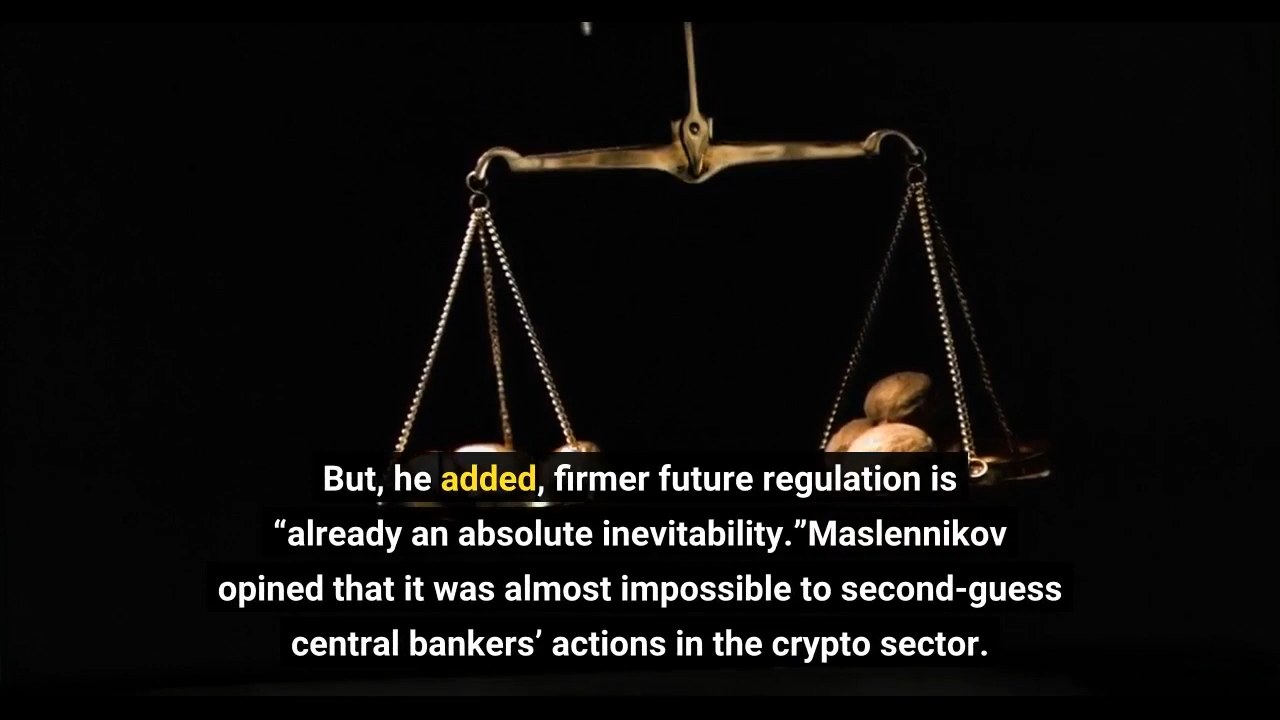 But, he added, firmer future regulation is
“already an absolute inevitability.”Maslennikov
opined that it was almost impossible to second-guess
central bankers’ actions in the crypto sector.